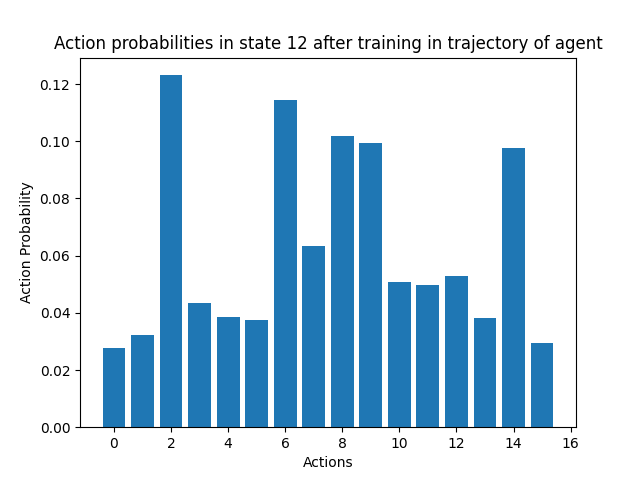 Action probabilities in state 12 after training in trajectory of agent
0.12
0.10
0.08
0.06
0.04
0.02
0.00
Action Probability
0 2 4 6 8 10 12 14 16
Actions